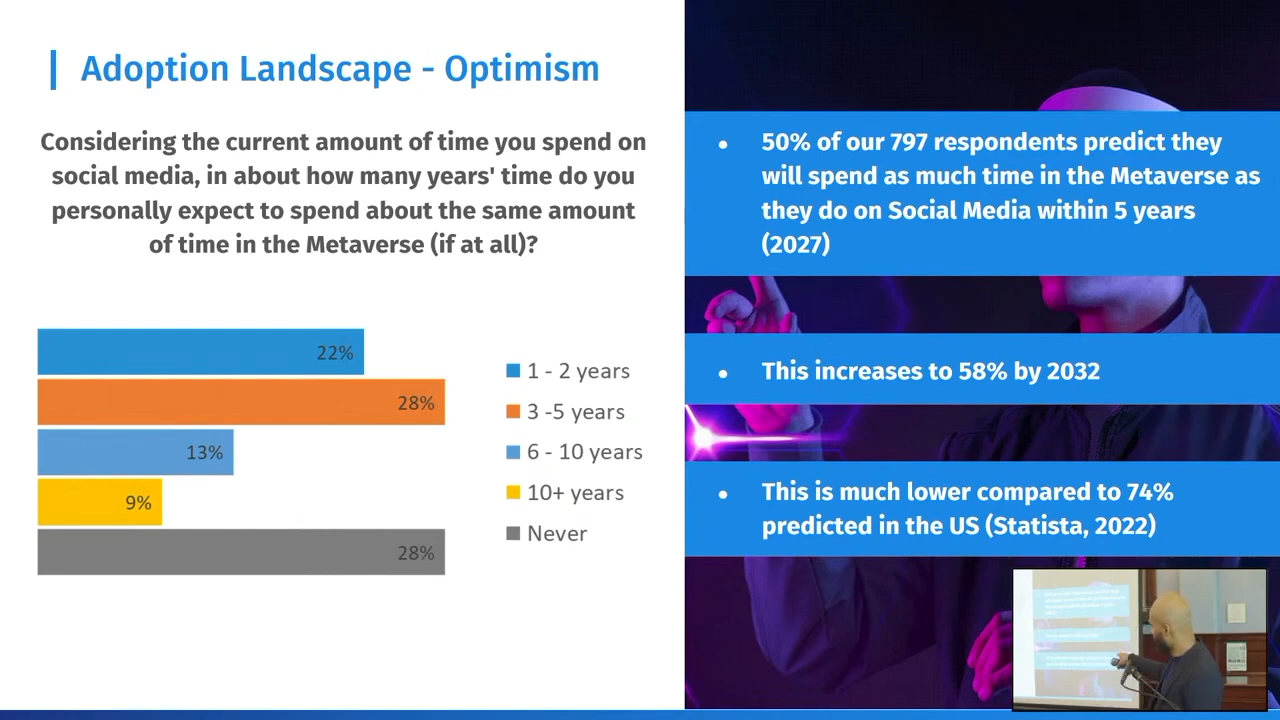 Adoption Landscape - Optimism
Considering the current amount of time you spend on
social media, in about how many years' time do you
personally expect to spend about the same amount
of time in the Metaverse (if at all)?
22%
28%
13%
9%
28%
1 - 2 years
3 -5 years
6 - 10 years
10+ years
Never
• 50% of our 797 respondents predict they
will spend as much time in the Metaverse as
they do on Social Media within 5 years
(2027)
• This increases to 58% by 2032
• This is much lower compared to 74%
predicted in the US (Statista, 2022)